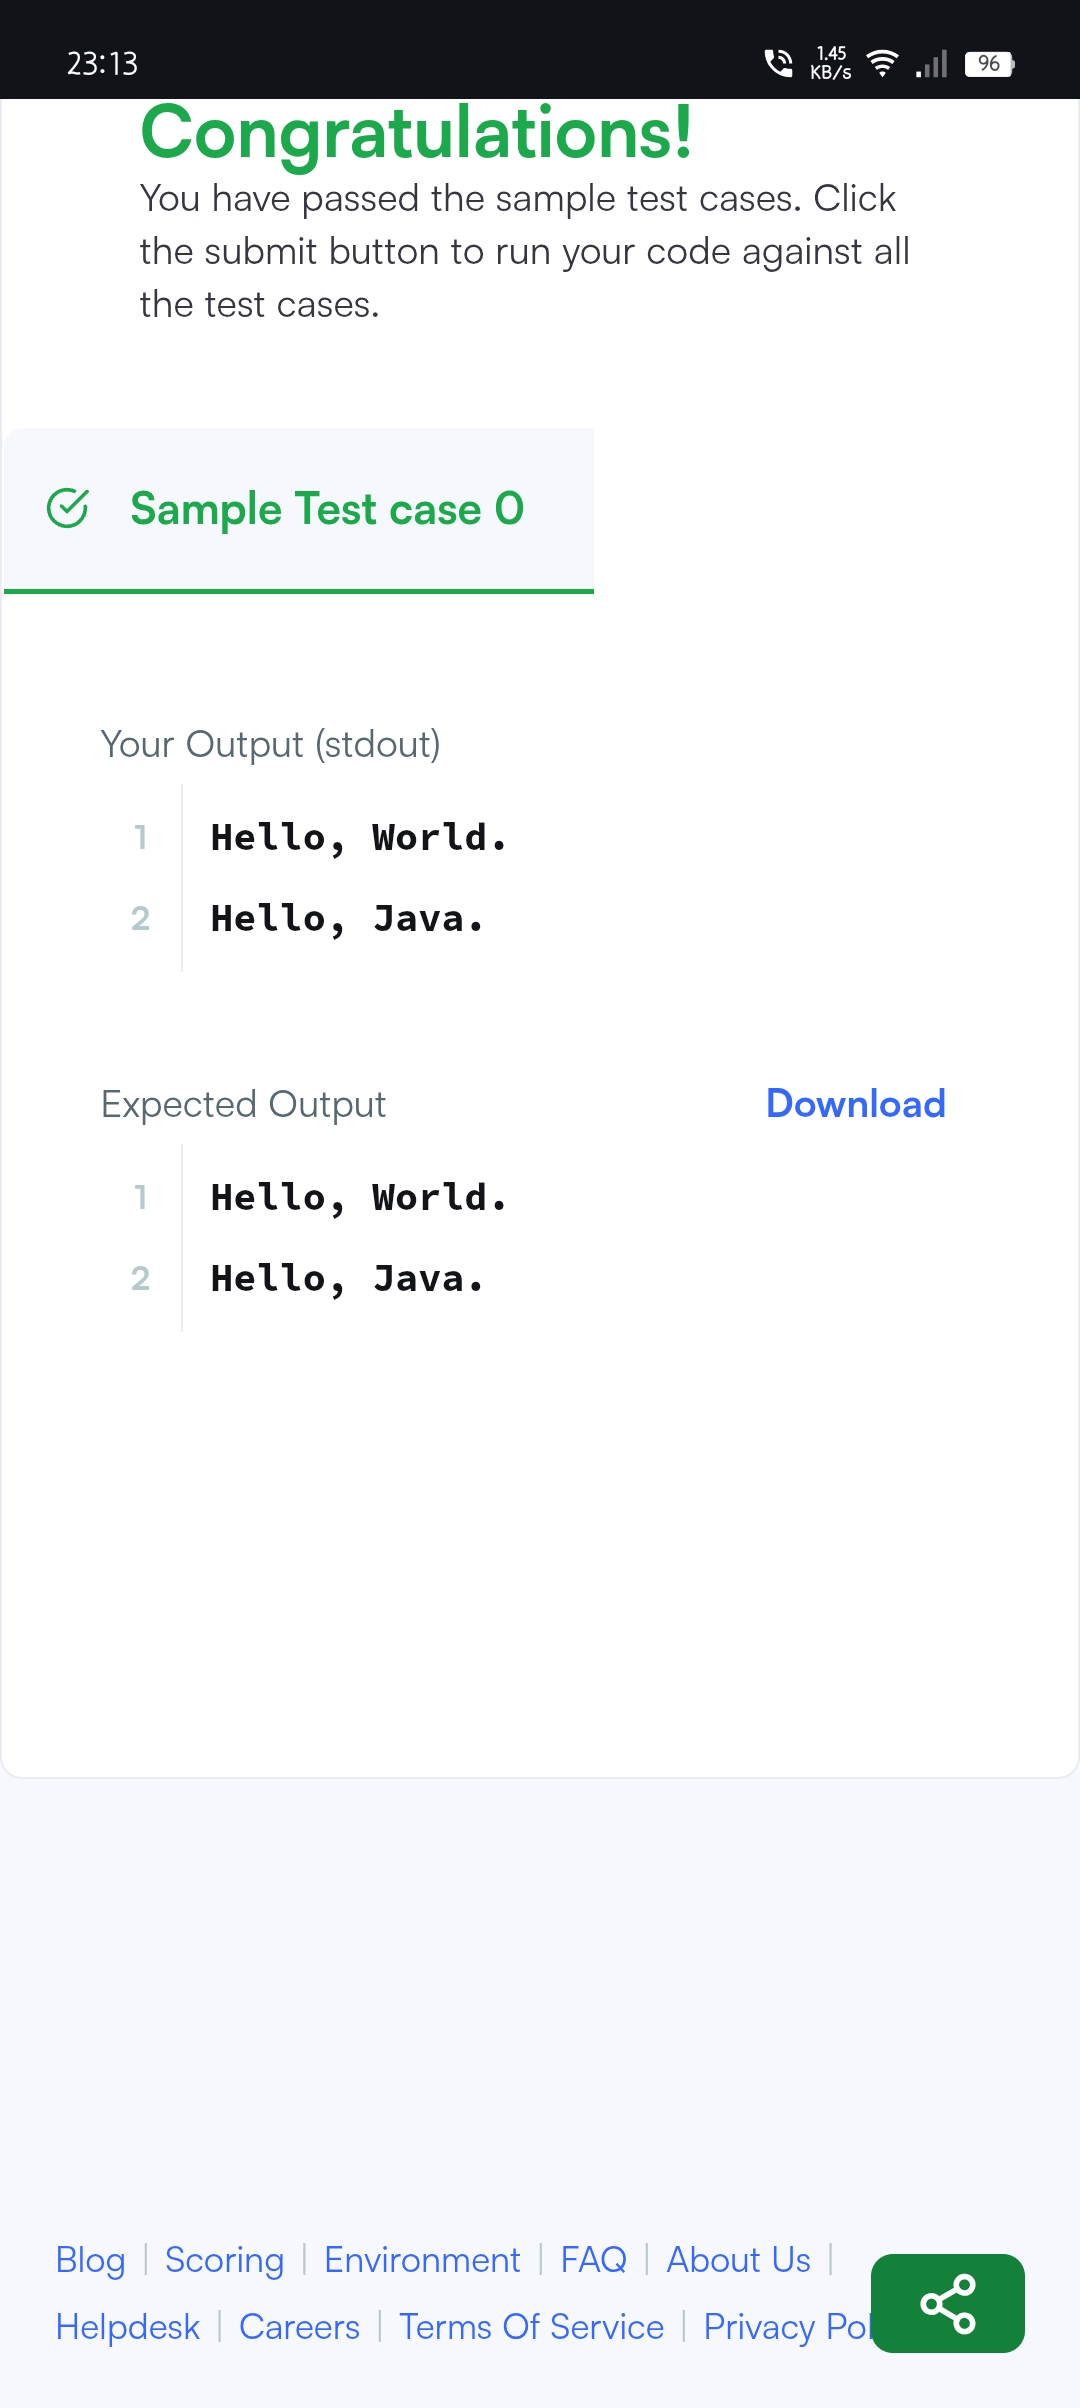 23:13
1.45
KB/s
96
Congratulations!
You have passed the sample test cases. Click
the submit button to run your code against all
the test cases.
Sample Test case 0
Your Output (stdout)
1 Hello, World.
2 Hello, Java.
Expected Output Download
1 Hello, World.
2 Hello, Java.
Blog | Scoring | Environment | FAQ | About Us |
Helpdesk | Careers | Terms Of Service | Privacy Pol